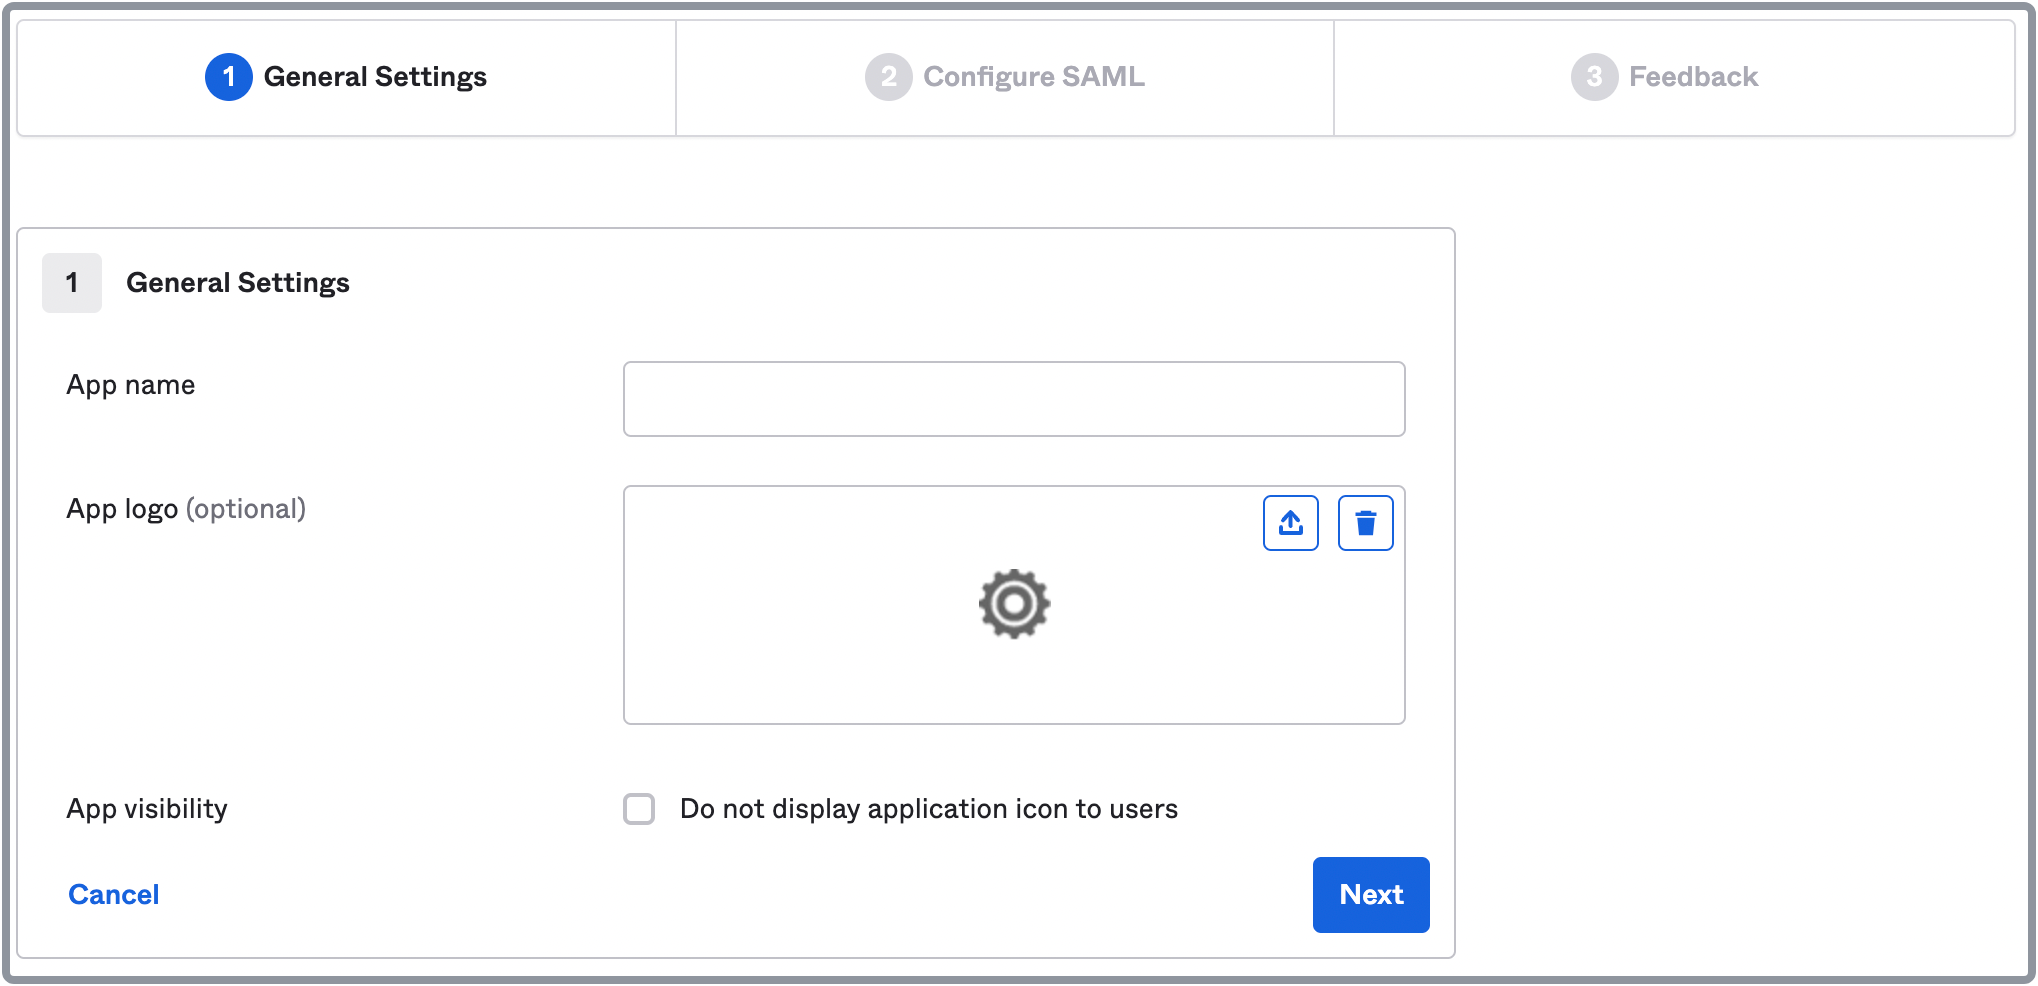 1 General Settings
2 Configure SAML
3 Feedback
1 General Settings
App name
App logo (optional)
App visibility
Do not display application icon to users
Cancel
Next